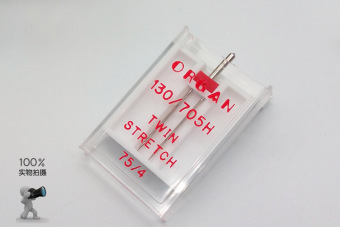 ORGAN
130/705H
TWIN
STRETCH
75/4
100%
实物拍摄